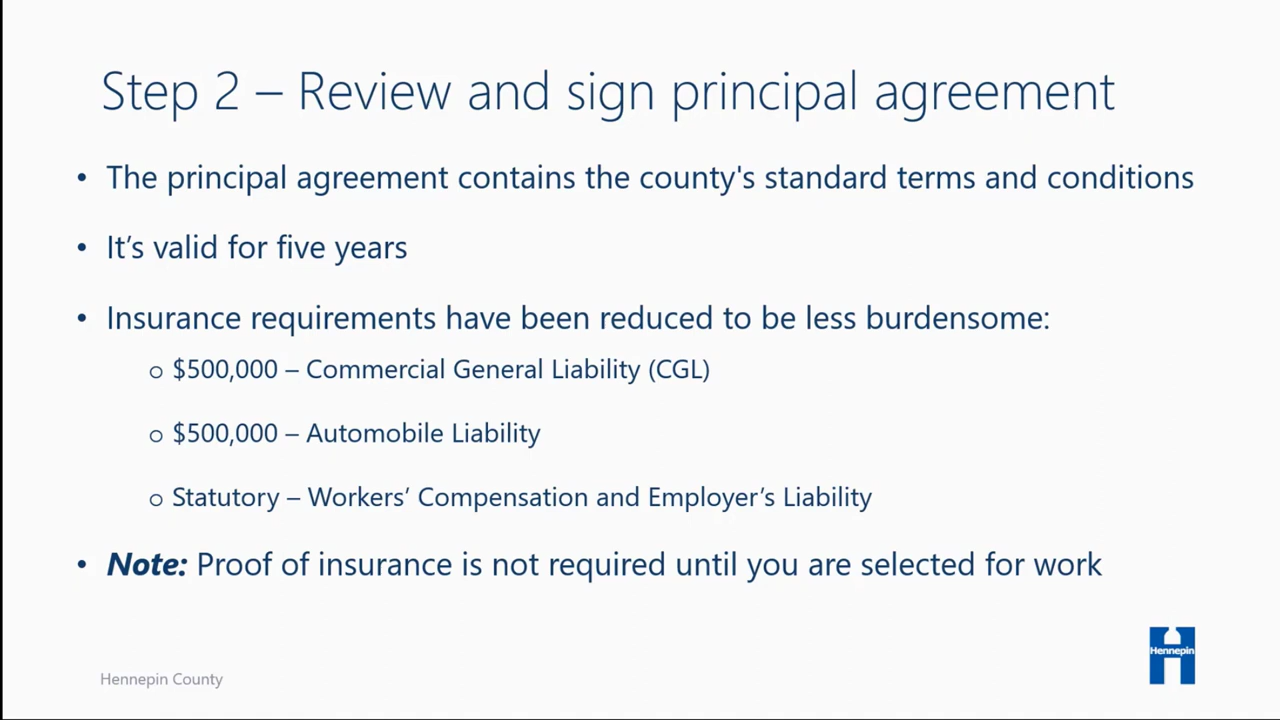 Step 2 – Review and sign principal agreement
• The principal agreement contains the county's standard terms and conditions
• It’s valid for five years
• Insurance requirements have been reduced to be less burdensome:
o $500,000 – Commercial General Liability (CGL)
o $500,000 – Automobile Liability
o Statutory – Workers’ Compensation and Employer’s Liability
• Note: Proof of insurance is not required until you are selected for work
Hennepin
Hennepin County